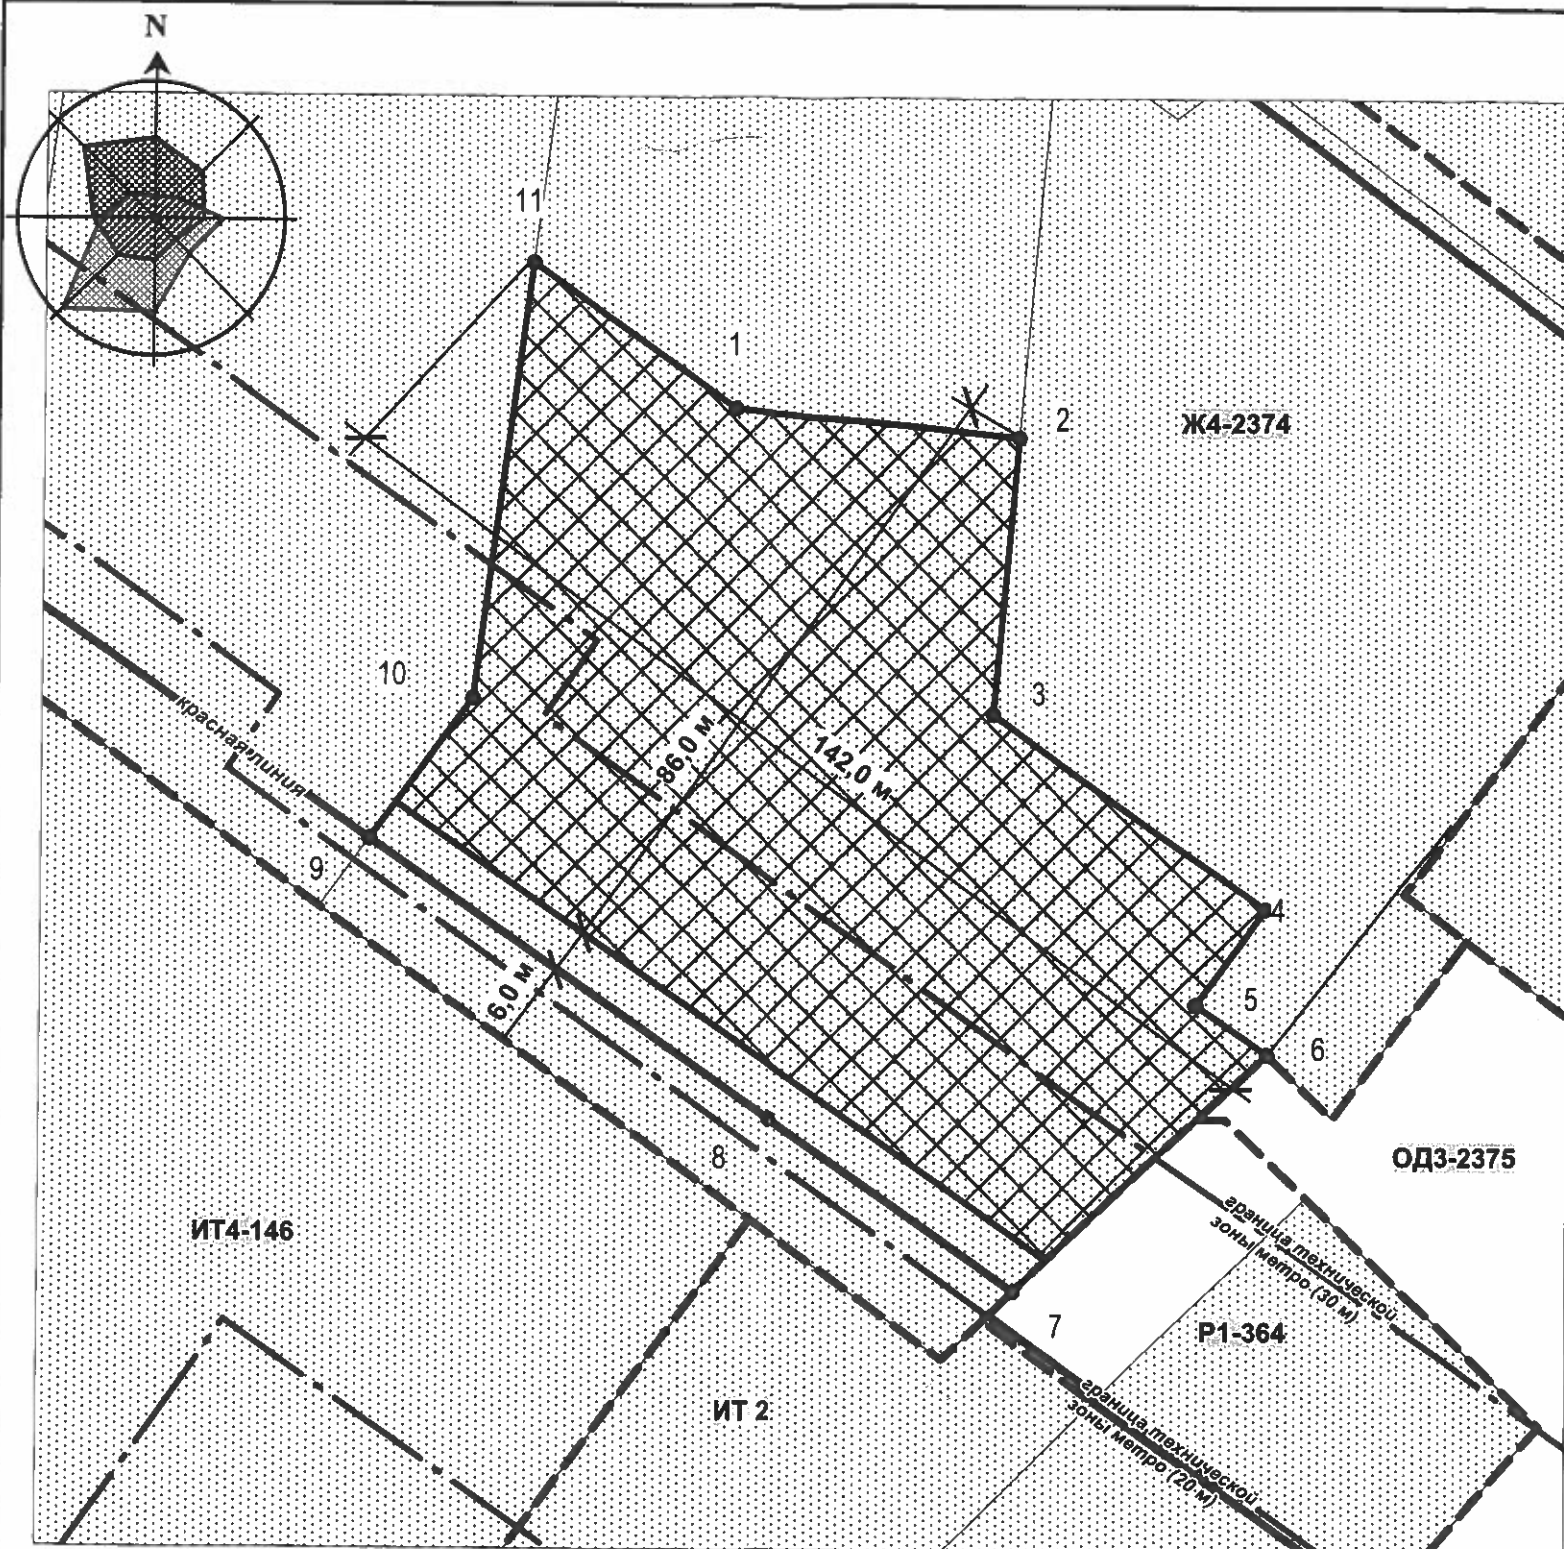 N
11
1
2
Ж4-2374
10
3
красная линия
86,0 м
142,0 м
9
4
6,0 м
5
6
8
ОД3-2375
ИТ4-146
граница технической
зоны метро (30 м)
7
Р1-364
ИТ 2
граница технической
зоны метро (20 м)